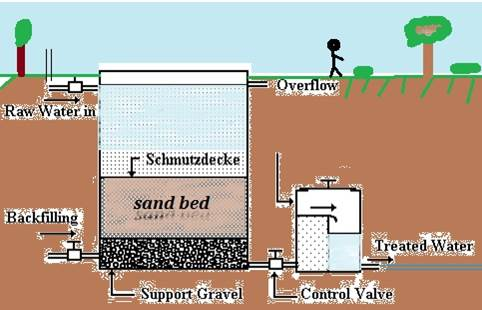 Overflow
Raw Water in
Schmutzdecke
sand bed
Backfilling
Treated Water
Support Gravel
Control Valve